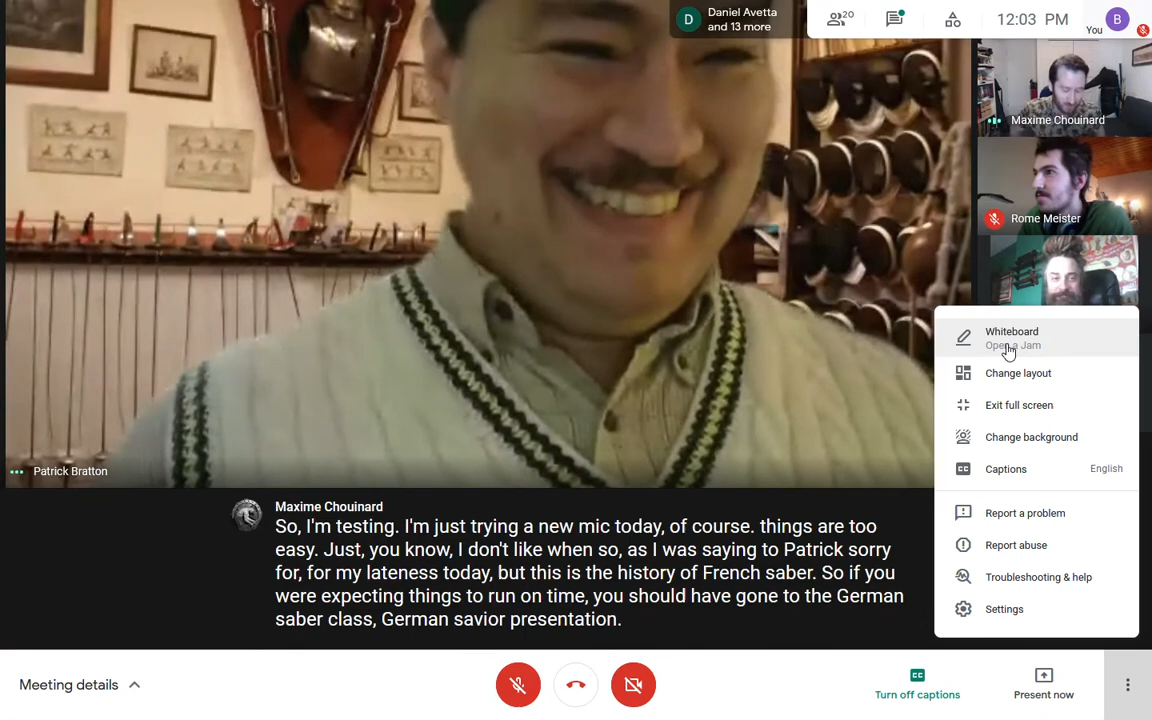 D
Daniel Avetta
and 13 more
20
12:03 PM
You
B
Maxime Chouinard
Rome Meister
Whiteboard
Open a Jam
Change layout
Exit full screen
Change background
CC Captions English
Report a problem
Report abuse
Troubleshooting & help
Settings
Patrick Bratton
Maxime Chouinard
So, I'm testing. I'm just trying a new mic today, of course. things are too
easy. Just, you know, I don't like when so, as I was saying to Patrick sorry
for, for my lateness today, but this is the history of French saber. So if you
were expecting things to run on time, you should have gone to the German
saber class, German savior presentation.
Meeting details
CC
Turn off captions
Present now